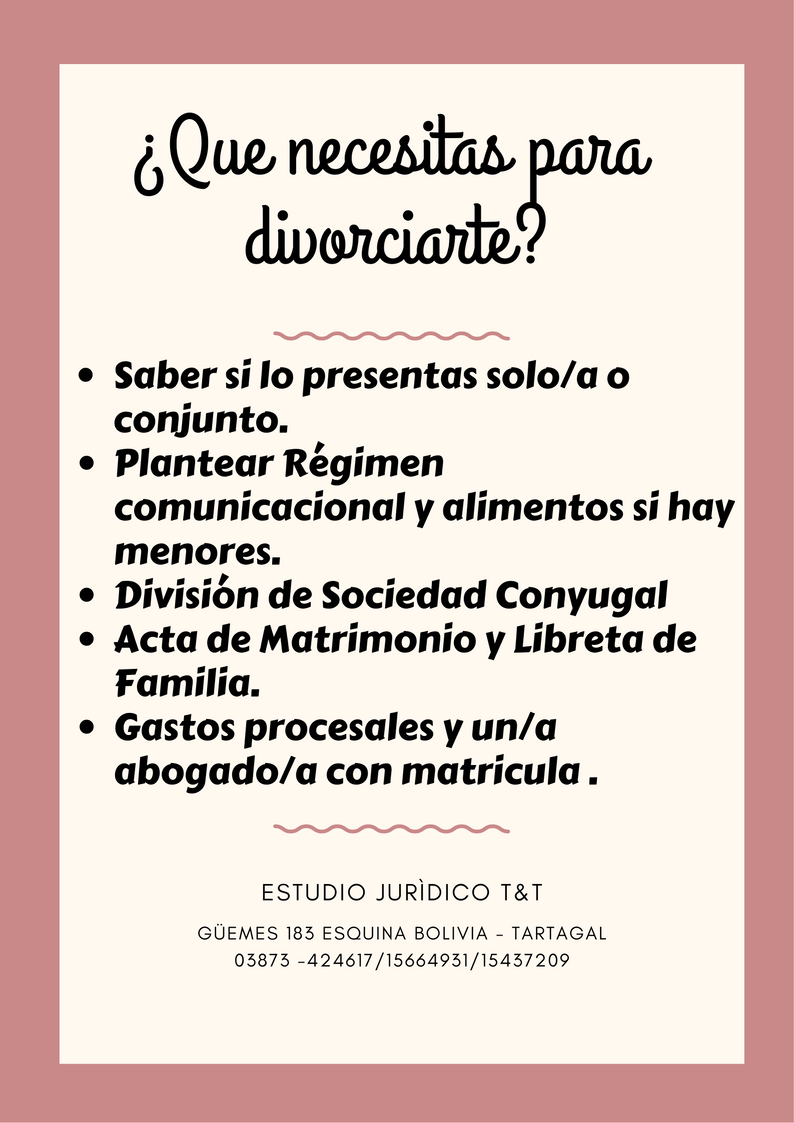 ¿Que necesitas para
divorciarte?
• Saber si lo presentas solo/a o
conjunto.
• Plantear Régimen
comunicacional y alimentos si hay
menores.
• División de Sociedad Conyugal
• Acta de Matrimonio y Libreta de
Familia.
• Gastos procesales y un/a
abogado/a con matricula .
ESTUDIO JURÌDICO T&T
GÜEMES 183 ESQUINA BOLIVIA - TARTAGAL
03873 -424617/15664931/15437209